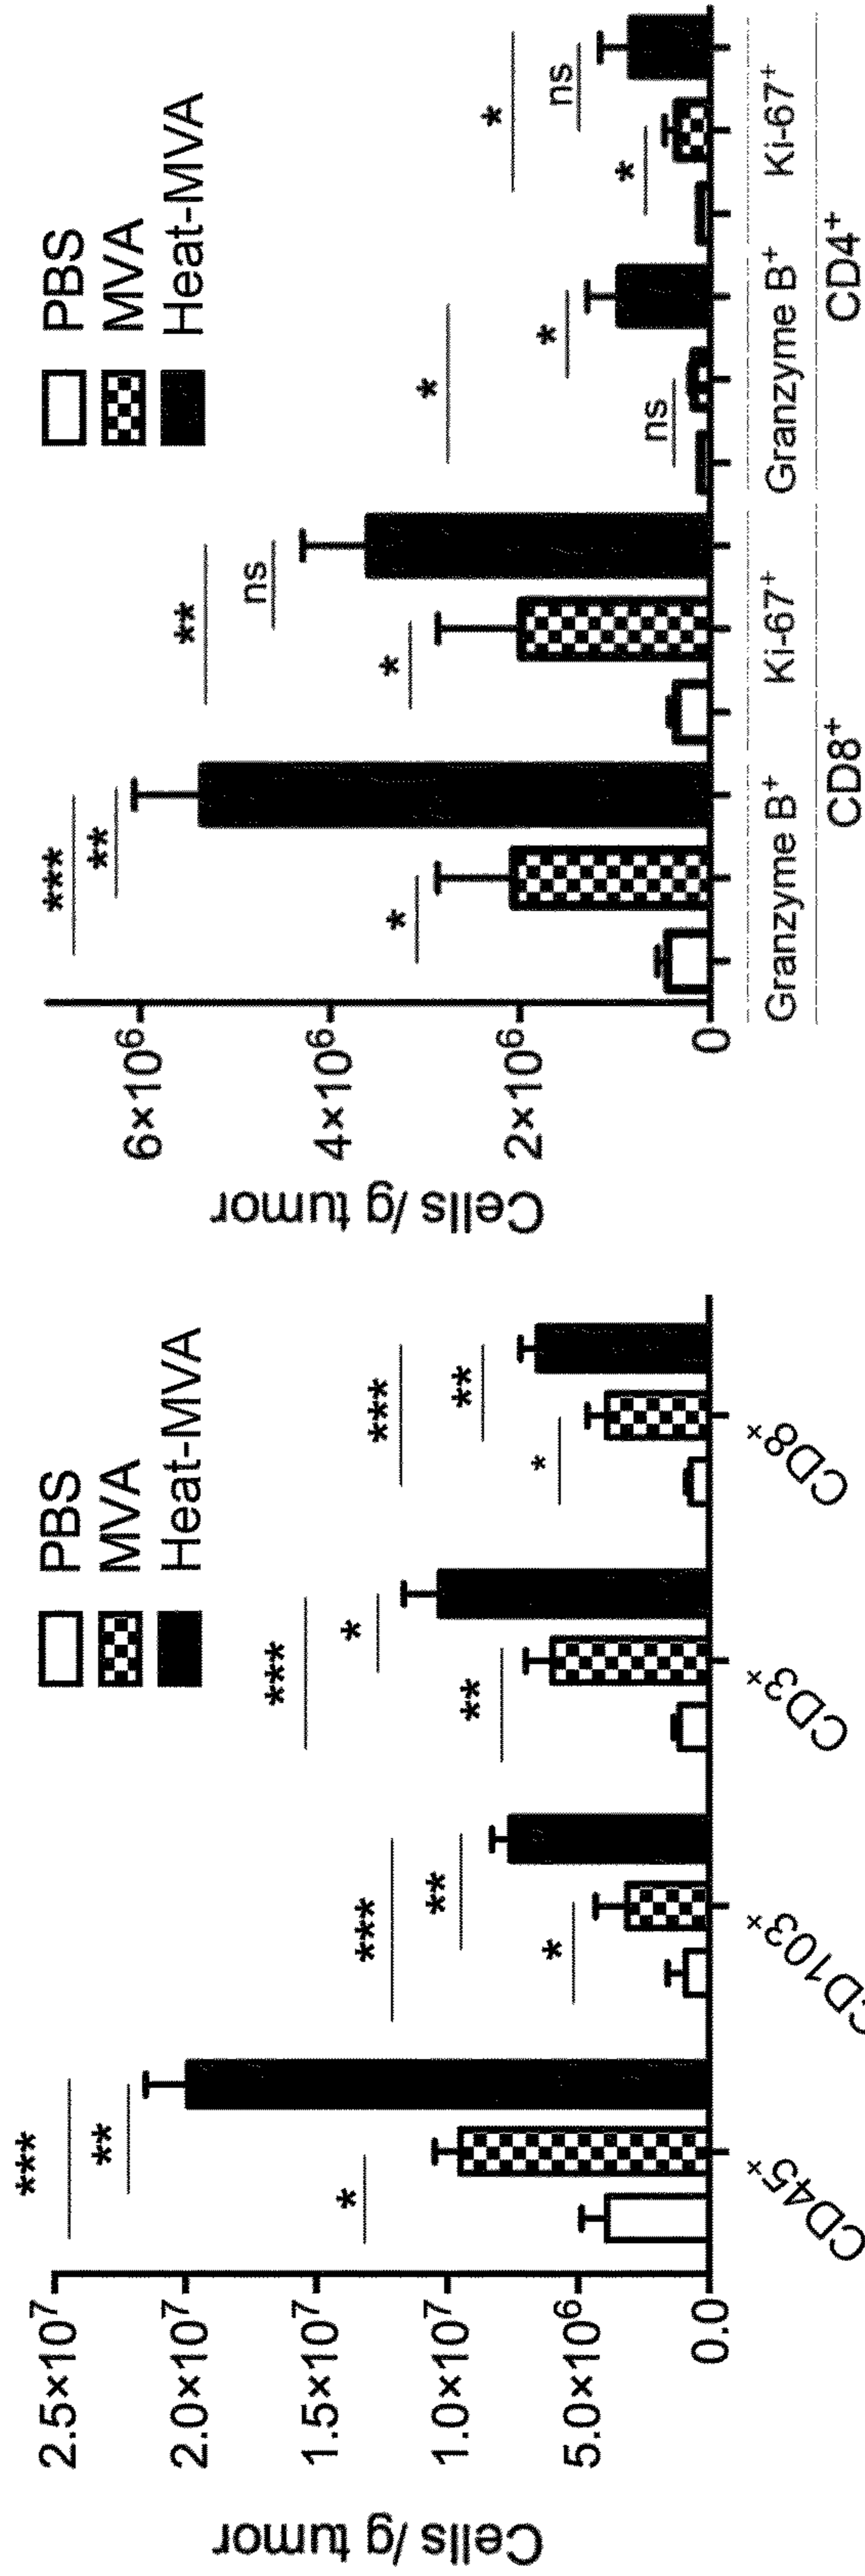 Cells /g tumor
2.5×10⁷
2.0×10⁷
1.5×10⁷
1.0×10⁷
5.0×10⁶
0.0
PBS
MVA
Heat-MVA
*** ** *
*** ** *
*** * **
*** ** *
CD45⁺
CD103⁺
CD3⁺
CD8⁺
Cells /g tumor
6×10⁶
4×10⁶
2×10⁶
0
PBS
MVA
Heat-MVA
*** ** *
** ns *
* * ns
* ns *
Granzyme B⁺ Ki-67⁺ Granzyme B⁺ Ki-67⁺
CD8⁺ CD4⁺